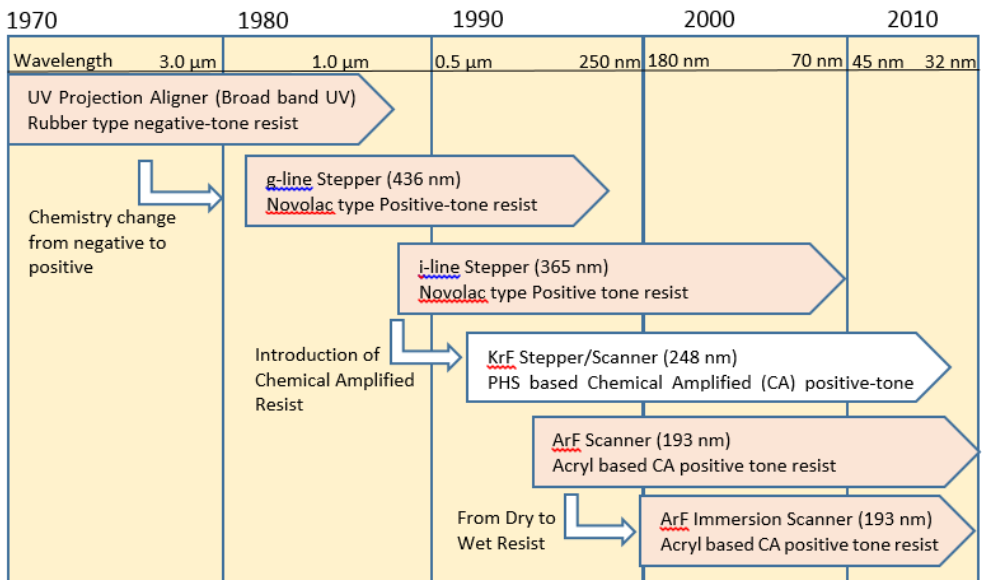 1970 1980 1990 2000 2010
Wavelength 3.0 µm 1.0 µm 0.5 µm 250 nm 180 nm 70 nm 45 nm 32 nm
UV Projection Aligner (Broad band UV)
Rubber type negative-tone resist
g-line Stepper (436 nm)
Novolac type Positive-tone resist
Chemistry change
from negative to
positive
i-line Stepper (365 nm)
Novolac type Positive tone resist
Introduction of
Chemical Amplified
Resist
KrF Stepper/Scanner (248 nm)
PHS based Chemical Amplified (CA) positive-tone
ArF Scanner (193 nm)
Acryl based CA positive tone resist
From Dry to
Wet Resist
ArF Immersion Scanner (193 nm)
Acryl based CA positive tone resist